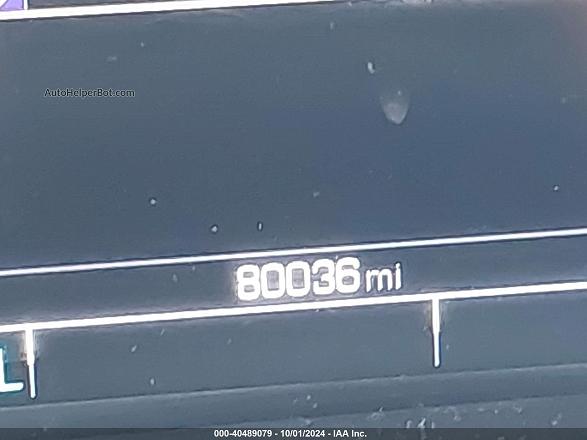 AutoHelperBot.com
80036 mi
000-40489079 - 10/01/2024 - IAA Inc.